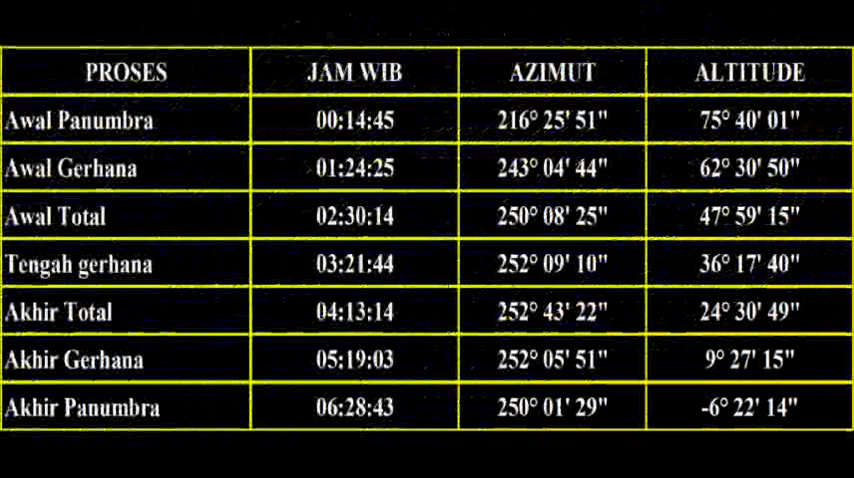 PROSES JAM WIB AZIMUT ALTITUDE
Awal Panumbra 00:14:45 216° 25' 51" 75° 40' 01"
Awal Gerhana 01:24:25 243° 04' 44" 62° 30' 50"
Awal Total 02:30:14 250° 08' 25" 47° 59' 15"
Tengah gerhana 03:21:44 252° 09' 10" 36° 17' 40"
Akhir Total 04:13:14 252° 43' 22" 24° 30' 49"
Akhir Gerhana 05:19:03 252° 05' 51" 9° 27' 15"
Akhir Panumbra 06:28:43 250° 01' 29" -6° 22' 14"